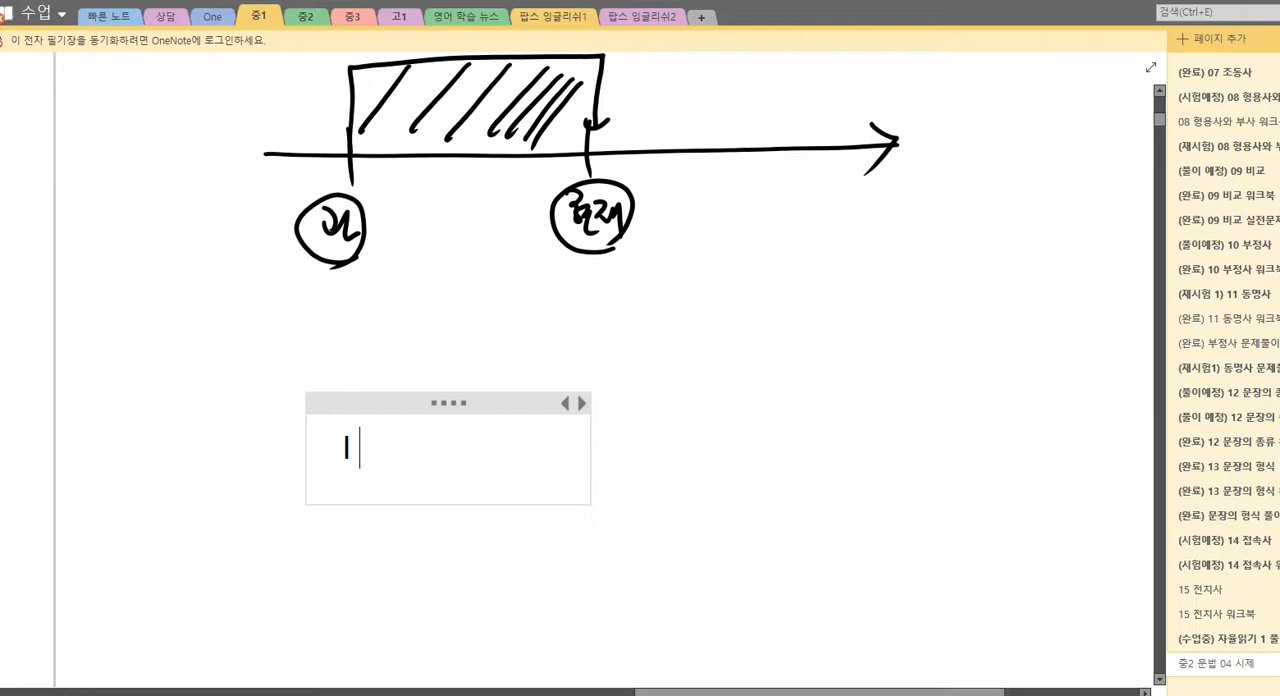 수업
빠른 노트
상담
One
중1
중2
중3
고1
영어 학습 뉴스
팝스 잉글리쉬1
팝스 잉글리쉬2
+
검색(Ctrl+E)
이 전자 필기장을 동기화하려면 OneNote에 로그인하세요.
페이지 추가
(완료) 07 조동사
(시험예정) 08 형용사와
08 형용사와 부사 워크
(재시험) 08 형용사와 부
(풀이 예정) 09 비교
(완료) 09 비교 워크북
(완료) 09 비교 실전문제
(풀이예정) 10 부정사
(완료) 10 부정사 워크북
(재시험 1) 11 동명사
(완료) 11 동명사 워크북
(완료) 부정사 문제풀이
(재시험1) 동명사 문제풀
(풀이예정) 12 문장의 종
(풀이 예정) 12 문장의
(완료) 12 문장의 종류
(완료) 13 문장의 형식
(완료) 13 문장의 형식
(완료) 문장의 형식 풀이
(시험예정) 14 접속사
(시험예정) 14 접속사 워
15 전치사
15 전치사 워크북
(수업중) 자율읽기 1 풀
중2 문법 04 시제
현재
I